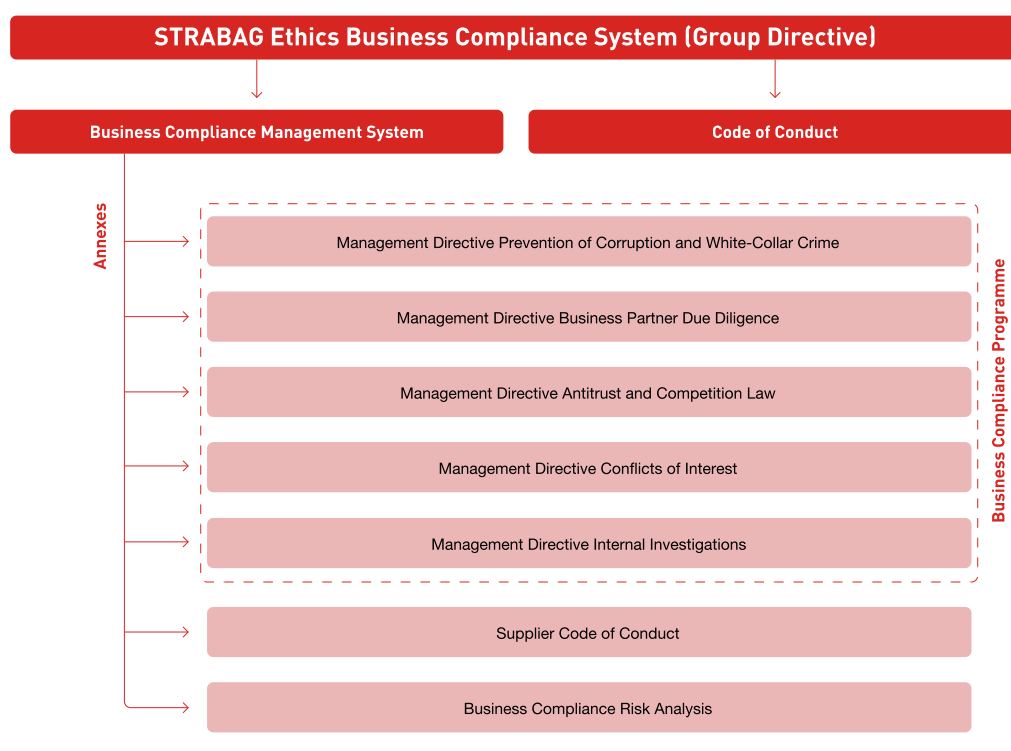 STRABAG Ethics Business Compliance System (Group Directive)
Business Compliance Management System
Code of Conduct
Annexes
Management Directive Prevention of Corruption and White-Collar Crime
Management Directive Business Partner Due Diligence
Management Directive Antitrust and Competition Law
Management Directive Conflicts of Interest
Management Directive Internal Investigations
Business Compliance Programme
Supplier Code of Conduct
Business Compliance Risk Analysis